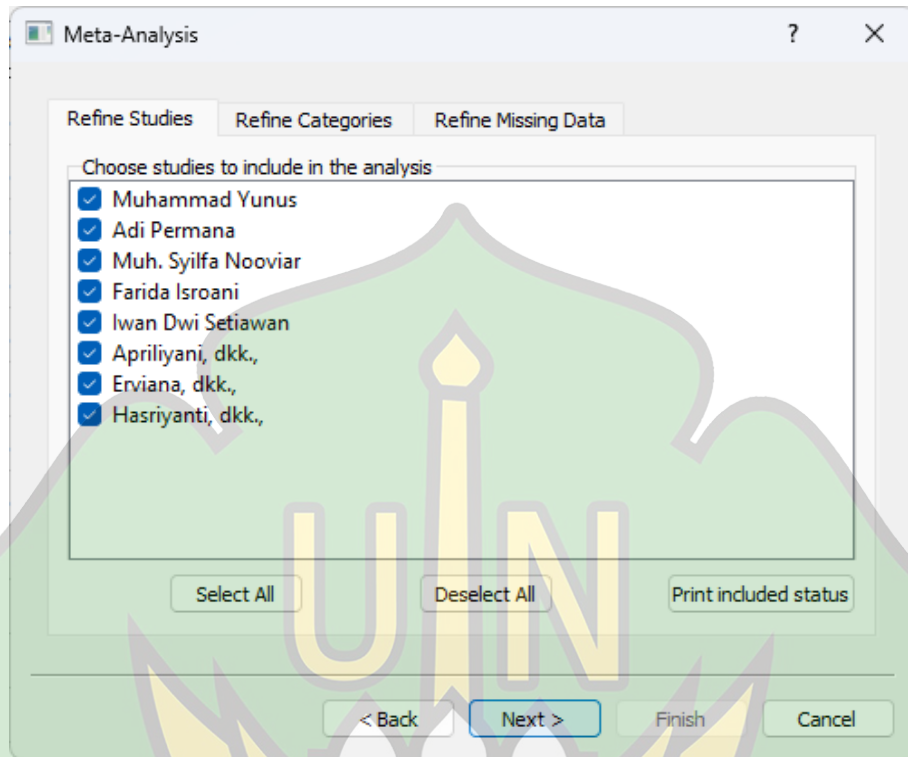 Meta-Analysis ?
Refine Studies Refine Categories Refine Missing Data
Choose studies to include in the analysis
Muhammad Yunus
Adi Permana
Muh. Syilfa Nooviar
Farida Isroani
Iwan Dwi Setiawan
Apriliyani, dkk.,
Erviana, dkk.,
Hasriyanti, dkk.,
Select All Deselect All Print included status
UIN
< Back Next > Finish Cancel